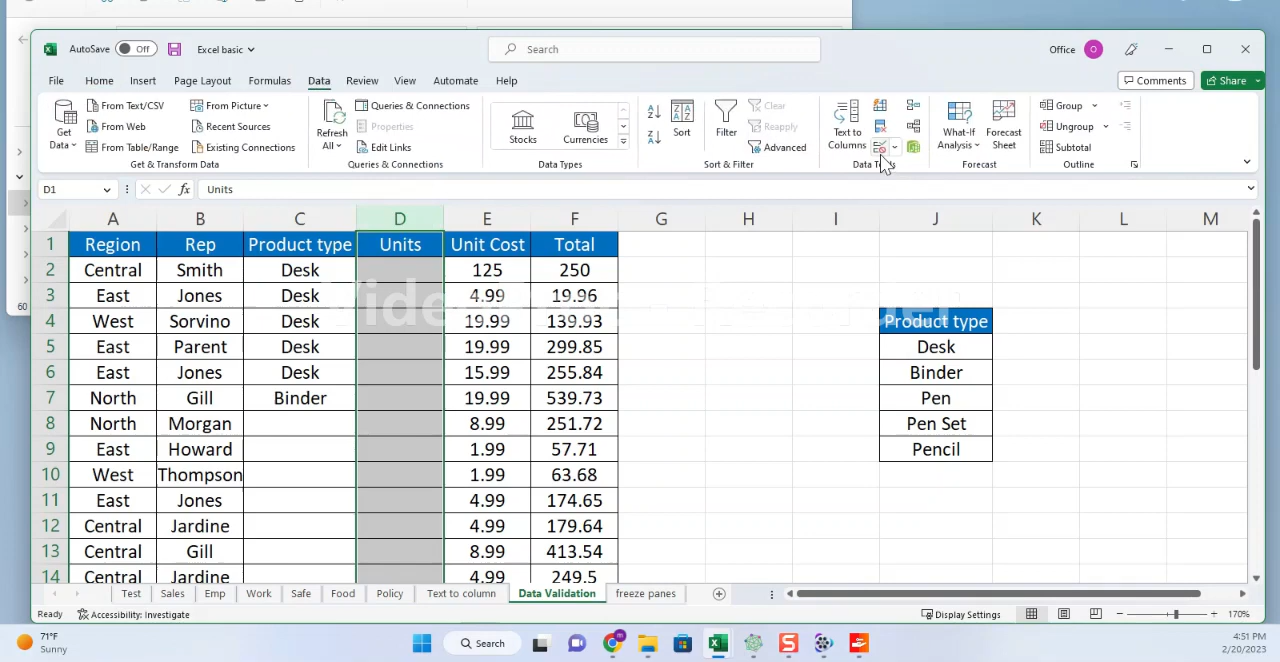 AutoSave Off Excel basic Search Office O
File Home Insert Page Layout Formulas Data Review View Automate Help Comments Share
Get Data From Text/CSV From Web From Table/Range From Picture Recent Sources Existing Connections
Get & Transform Data
Refresh All Queries & Connections Properties Edit Links
Queries & Connections
Stocks Currencies
Data Types
Sort Filter Clear Reapply Advanced
Sort & Filter
Text to Columns
What-If Analysis Forecast Sheet
Forecast
Group Ungroup Subtotal
Outline
D1 fx Units
A B C D E F G H I J K L M
1 Region Rep Product type Units Unit Cost Total
2 Central Smith Desk 125 250
3 East Jones Desk 4.99 19.96
4 West Sorvino Desk 19.99 139.93 Product type
5 East Parent Desk 19.99 299.85 Desk
6 East Jones Desk 15.99 255.84 Binder
7 North Gill Binder 19.99 539.73 Pen
8 North Morgan 8.99 251.72 Pen Set
9 East Howard 1.99 57.71 Pencil
10 West Thompson 1.99 63.68
11 East Jones 4.99 174.65
12 Central Jardine 4.99 179.64
13 Central Gill 8.99 413.54
14 Central Jardine 4.99 249.5
Test Sales Emp Work Safe Food Policy Text to column Data Validation freeze panes
Ready Accessibility: Investigate Display Settings 170%
60
71°F
Sunny
Search
4:51 PM
2/20/2023